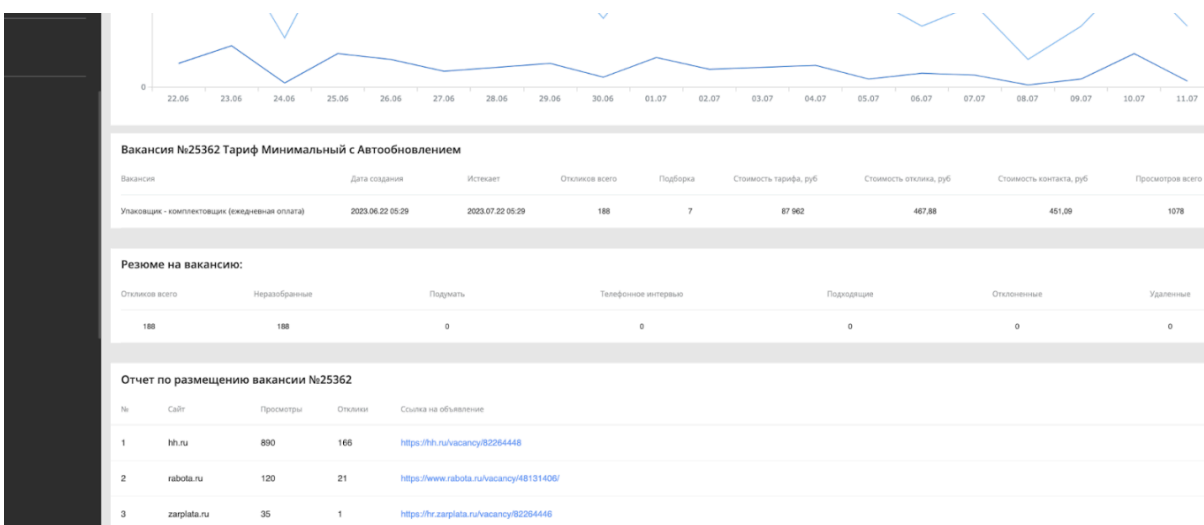 0
22.06 23.06 24.06 25.06 26.06 27.06 28.06 29.06 30.06 01.07 02.07 03.07 04.07 05.07 06.07 07.07 08.07 09.07 10.07 11.07
Вакансия №25362 Тариф Минимальный с Автообновлением
Вакансия Дата создания Истекает Откликов всего Подборка Стоимость тарифа, руб Стоимость отклика, руб Стоимость контакта, руб Просмотров всего
Упаковщик - комплектовщик (ежедневная оплата) 2023.06.22 05:29 2023.07.22 05:29 188 7 87 962 467,88 451,09 1078
Резюме на вакансию:
Откликов всего Неразобранные Подумать Телефонное интервью Подходящие Отклоненные Удаленные
188 188 0 0 0 0 0
Отчет по размещению вакансии №25362
№ Сайт Просмотры Отклики Ссылка на объявление
1 hh.ru 890 166 https://hh.ru/vacancy/82264448
2 rabota.ru 120 21 https://www.rabota.ru/vacancy/48131406/
3 zarplata.ru 35 1 https://hr.zarplata.ru/vacancy/82264446